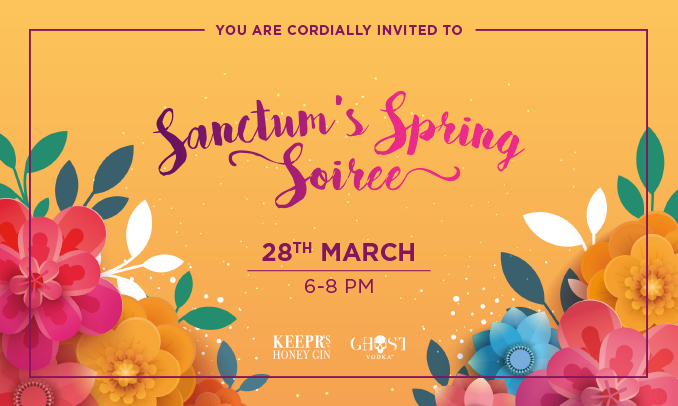 YOU ARE CORDIALLY INVITED TO
Sanctum's Spring
Soiree
28TH MARCH
6-8 PM
KEEPR'S
HONEY GIN
GHOST
VODKA